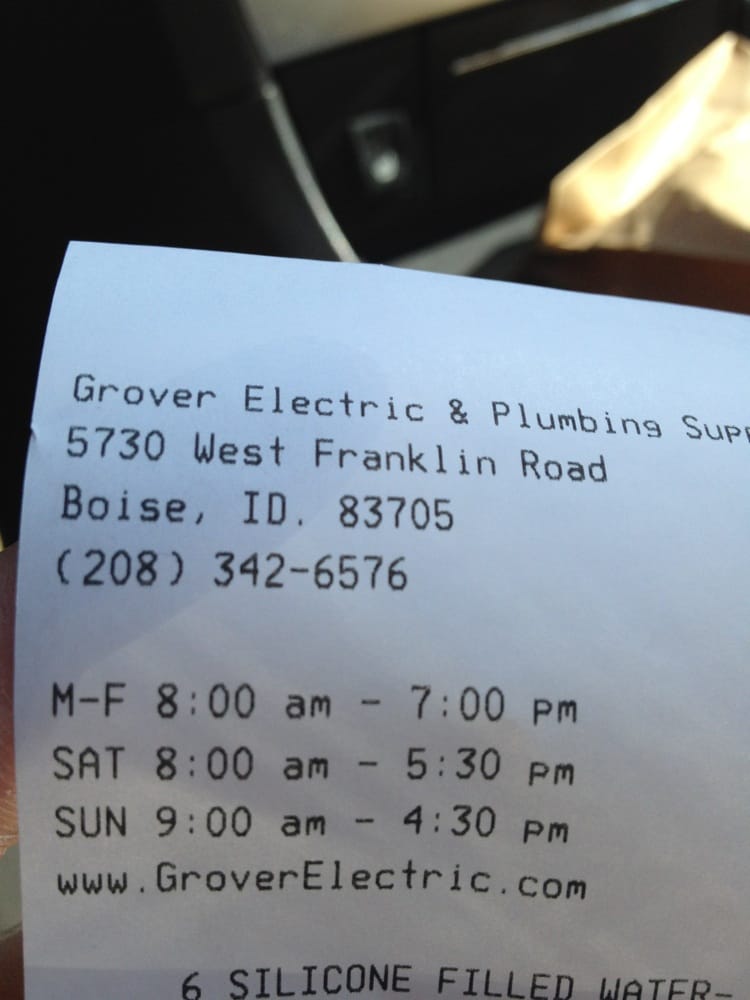 Grover Electric & Plumbing Supp
5730 West Franklin Road
Boise, ID. 83705
(208) 342-6576
M-F 8:00 am - 7:00 pm
SAT 8:00 am - 5:30 pm
SUN 9:00 am - 4:30 pm
www.GroverElectric.com
6 SILICONE FILLED WATER-